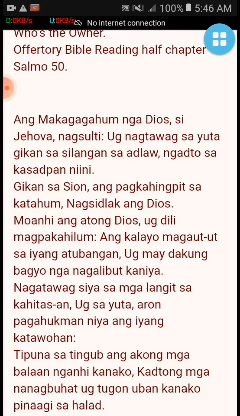 100% 5:46 AM
D:0KB/s U:0KB/s No internet connection
Who's the Owner.
Offertory Bible Reading half chapter
Salmo 50.
Ang Makagagahum nga Dios, si
Jehova, nagsulti: Ug nagtawag sa yuta
gikan sa silangan sa adlaw, ngadto sa
kasadpan niini.
Gikan sa Sion, ang pagkahingpit sa
katahum, Nagsidlak ang Dios.
Moanhi ang atong Dios, ug dili
magpakahilum: Ang kalayo magaut-ut
sa iyang atubangan, Ug may dakung
bagyo nga nagalibut kaniya.
Nagatawag siya sa mga langit sa
kahitas-an, Ug sa yuta, aron
pagahukman niya ang iyang
katawohan:
Tipuna sa tingub ang akong mga
balaan nganhi kanako, Kadtong mga
nanagbuhat ug tugon uban kanako
pinaagi sa halad.